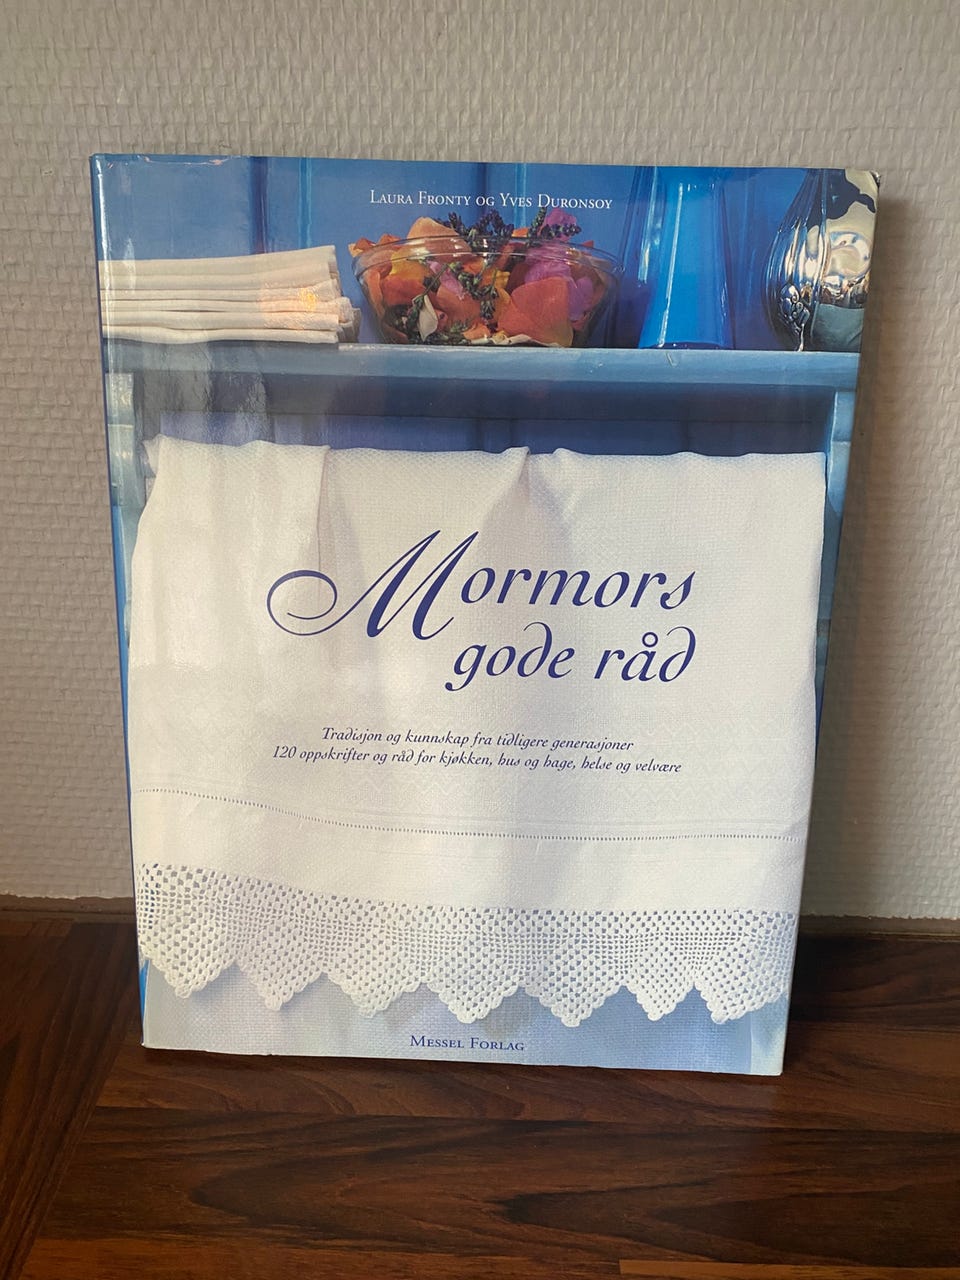 Laura Fronty og Yves Duronsoy
Mormors
gode råd
Tradisjon og kunnskap fra tidligere generasjoner
120 oppskrifter og råd for kjøkken, hus og hage, helse og velvære
Messel Forlag